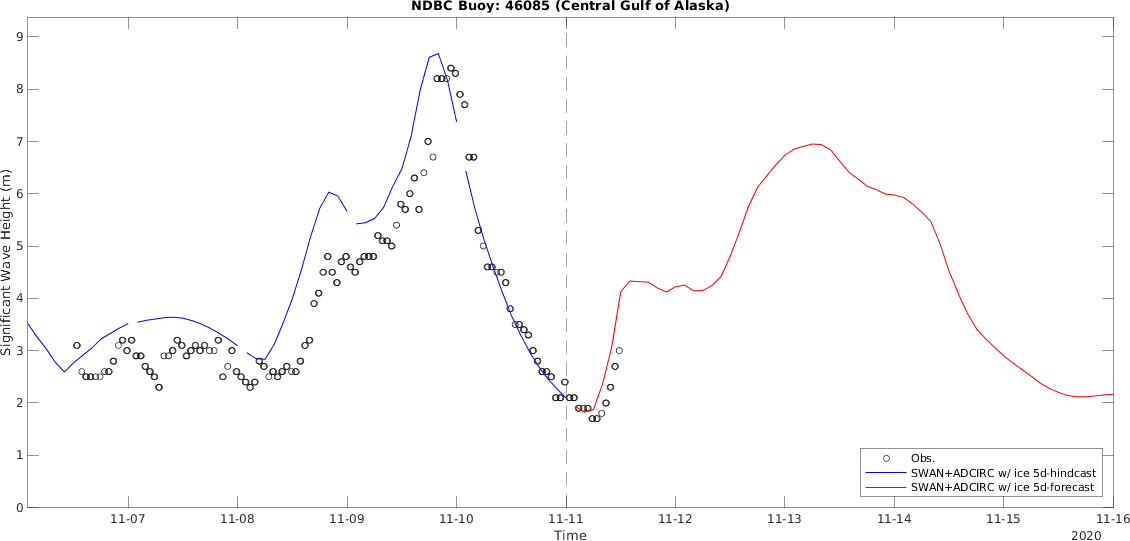 NDBC Buoy: 46085 (Central Gulf of Alaska)
Significant Wave Height (m)
9
8
7
6
5
4
3
2
1
0
Obs.
SWAN+ADCIRC w/ ice 5d-hindcast
SWAN+ADCIRC w/ ice 5d-forecast
11-07 11-08 11-09 11-10 11-11 11-12 11-13 11-14 11-15 11-16
Time 2020